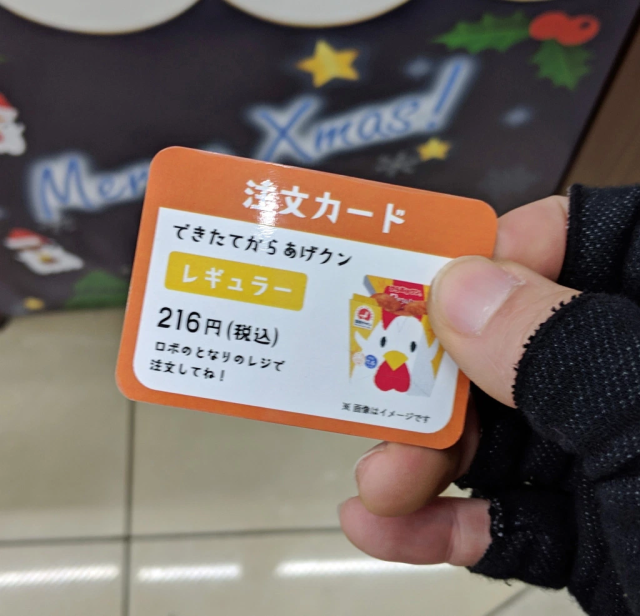 Merry Xmas!
注文カード
できたてからあげクン
レギュラー
216円(税込)
ロボのとなりのレジで
注文してね!
※画像はイメージです